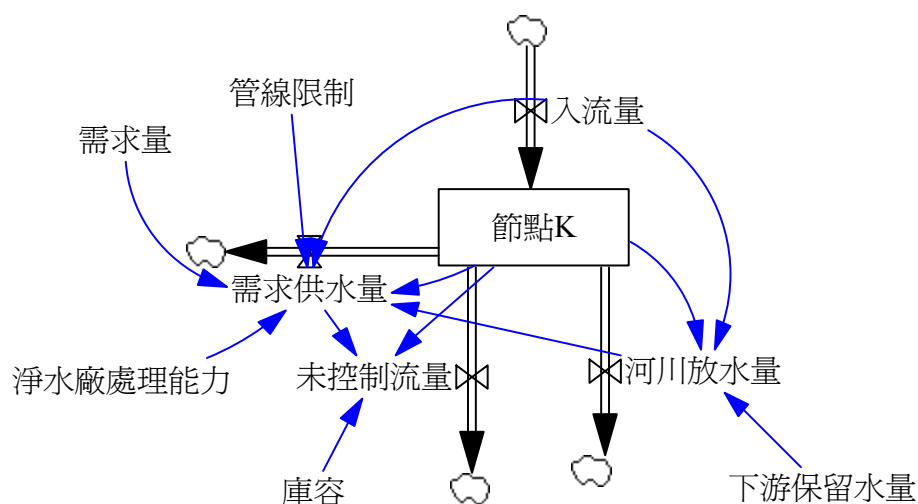 管線限制
入流量
需求量
節點K
需求供水量
淨水廠處理能力
未控制流量
河川放水量
庫容
下游保留水量